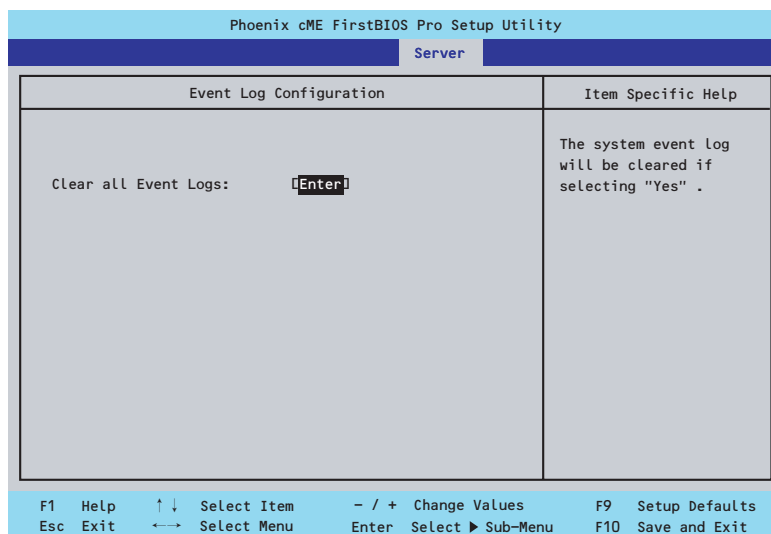 Phoenix cME FirstBIOS Pro Setup Utility
Server
Event Log Configuration
Item Specific Help
Clear all Event Logs: [Enter]
The system event log
will be cleared if
selecting "Yes" .
F1 Help ↑↓ Select Item – / + Change Values F9 Setup Defaults
Esc Exit ←→ Select Menu Enter Select ▶ Sub–Menu F10 Save and Exit